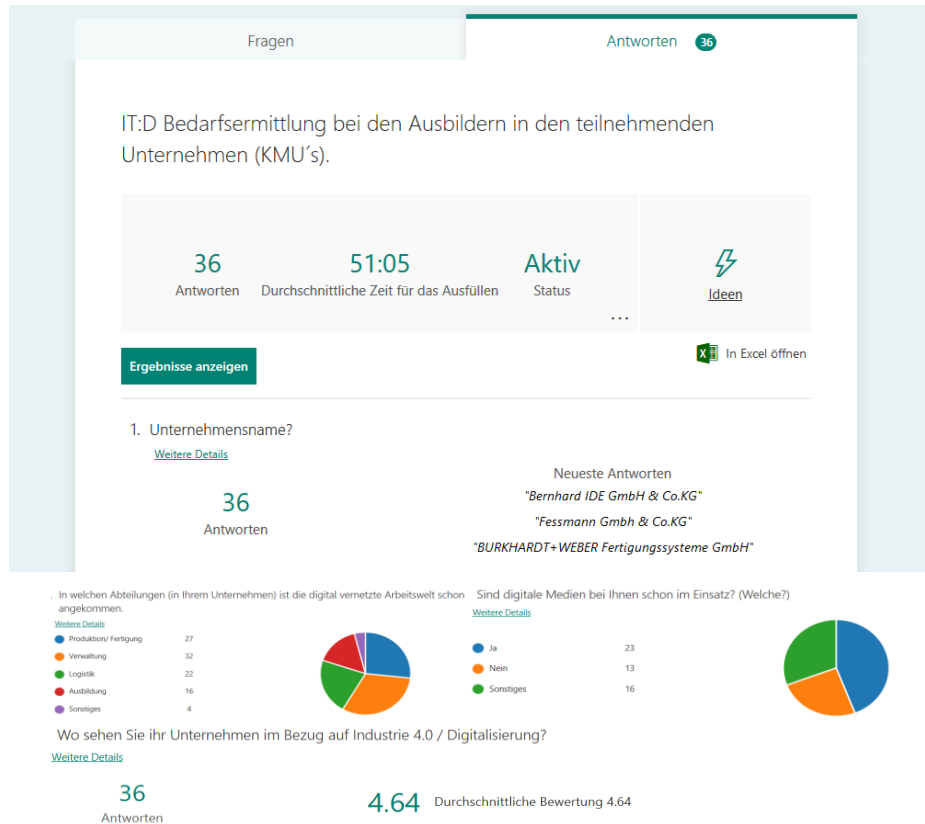 Fragen
Antworten 36
IT:D Bedarfsermittlung bei den Ausbildern in den teilnehmenden
Unternehmen (KMU´s).
36
Antworten
51:05
Durchschnittliche Zeit für das Ausfüllen
Aktiv
Status
...
Ideen
Ergebnisse anzeigen
In Excel öffnen
1. Unternehmensname?
Weitere Details
36
Antworten
Neueste Antworten
"Bernhard IDE GmbH & Co.KG"
"Fessmann Gmbh & Co.KG"
"BURKHARDT+WEBER Fertigungssysteme GmbH"
. In welchen Abteilungen (in Ihrem Unternehmen) ist die digital vernetzte Arbeitswelt schon
angekommen.
Weitere Details
Produktion/ Fertigung 27
Verwaltung 32
Logistik 22
Ausbildung 16
Sonstiges 4
Sind digitale Medien bei Ihnen schon im Einsatz? (Welche?)
Weitere Details
Ja 23
Nein 13
Sonstiges 16
Wo sehen Sie ihr Unternehmen im Bezug auf Industrie 4.0 / Digitalisierung?
Weitere Details
36
Antworten
4.64 Durchschnittliche Bewertung 4.64